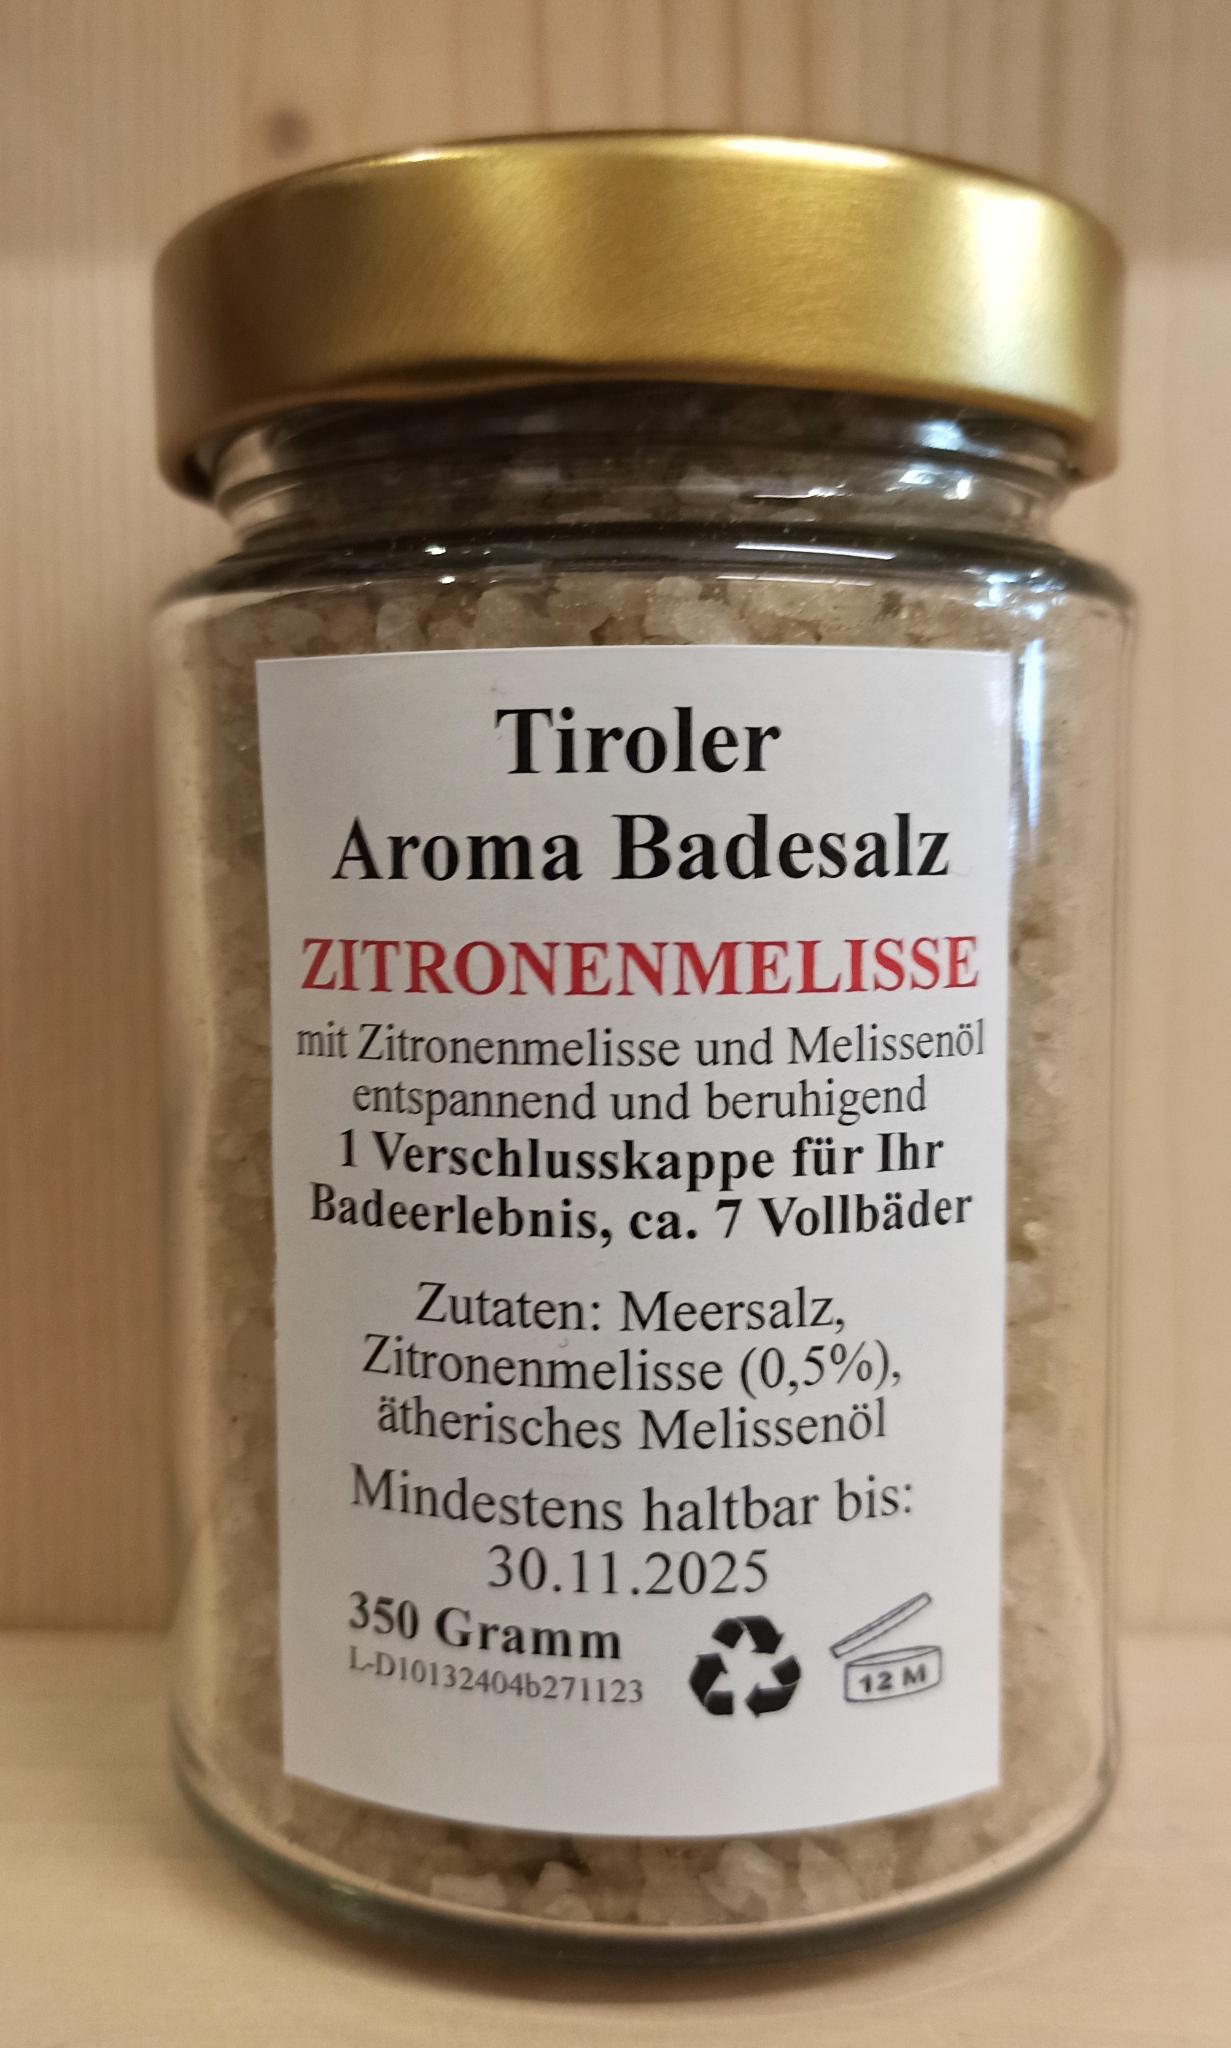 Tiroler
Aroma Badesalz
ZITRONENMELISSE
mit Zitronenmelisse und Melissenöl
entspannend und beruhigend
1 Verschlusskappe für Ihr
Badeerlebnis, ca. 7 Vollbäder
Zutaten: Meersalz,
Zitronenmelisse (0,5%),
ätherisches Melissenöl
Mindestens haltbar bis:
30.11.2025
350 Gramm
L-D10132404b271123
12 M